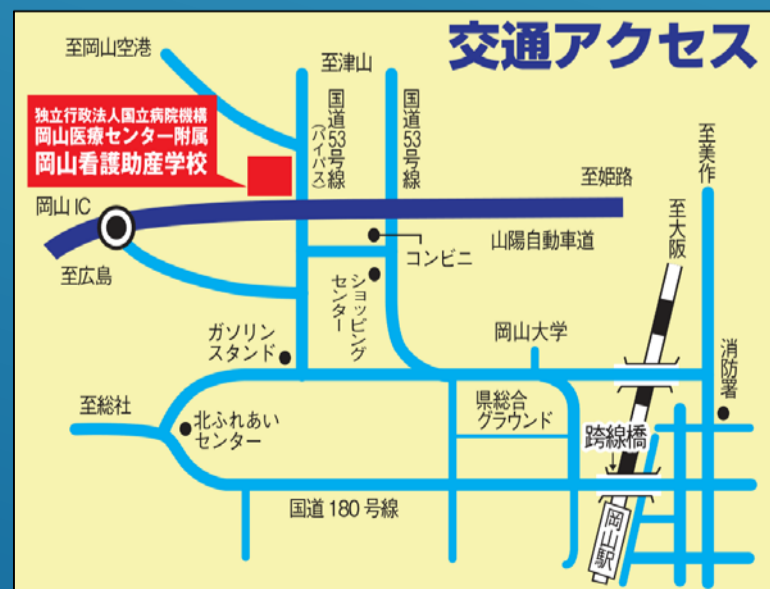 交通アクセス
至岡山空港
至津山
独立行政法人国立病院機構
岡山医療センター附属
岡山看護助産学校
国道53号線
(バイパス)
国道53号線
至美作
至姫路
至大阪
岡山IC
山陽自動車道
コンビニ
至広島
ショッピング
センター
ガソリン
スタンド
岡山大学
消防署
至総社
北ふれあい
センター
県総合
グラウンド
跨線橋
国道180号線
岡山駅